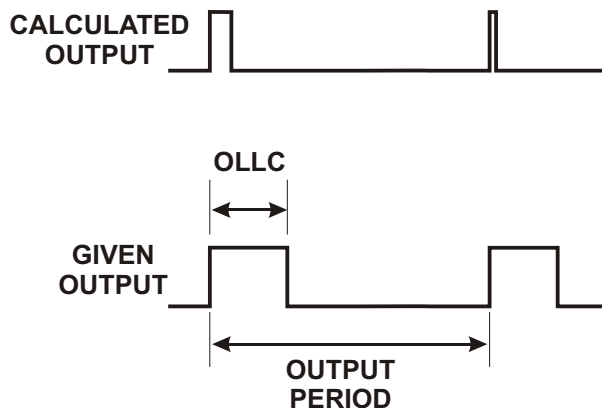 CALCULATED
OUTPUT
OLLC
GIVEN
OUTPUT
OUTPUT
PERIOD